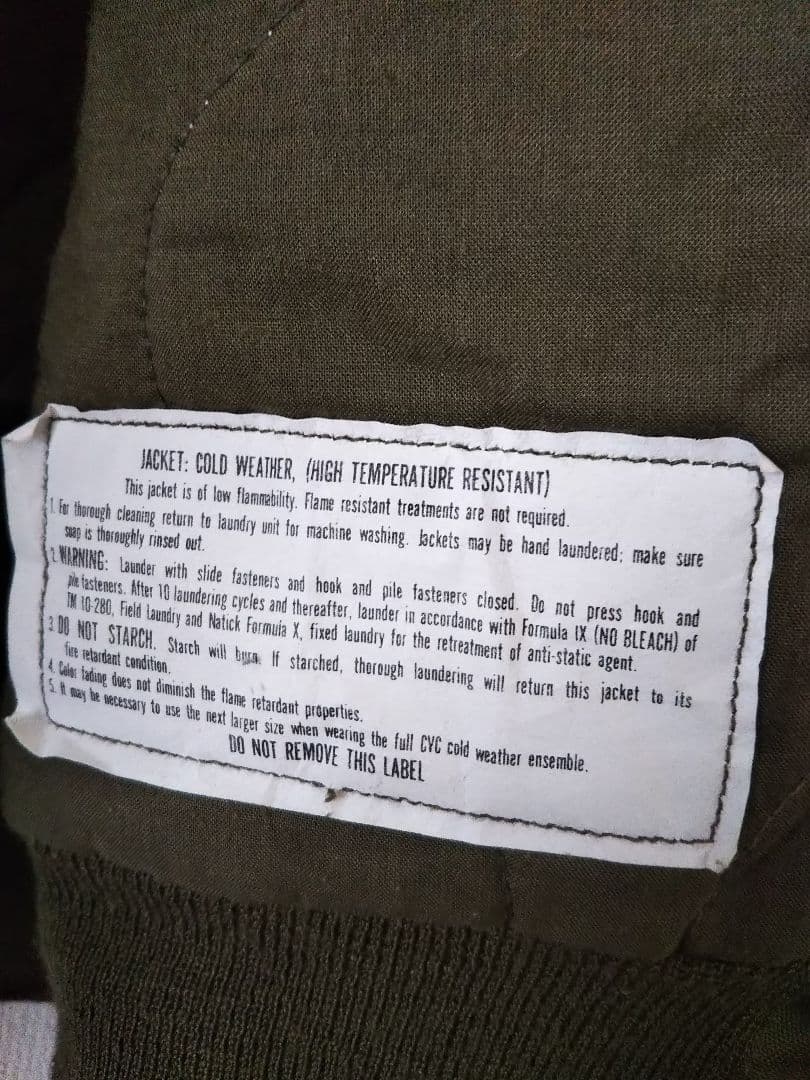 JACKET: COLD WEATHER, (HIGH TEMPERATURE RESISTANT)
This jacket is of low flammability. Flame resistant treatments are not required.
1. For thorough cleaning return to laundry unit for machine washing. Jackets may be hand laundered; make sure
soap is thoroughly rinsed out.
2. WARNING: Launder with slide fasteners and hook and pile fasteners closed. Do not press hook and
pile fasteners. After 10 laundering cycles and thereafter, launder in accordance with Formula IX (NO BLEACH) of
TM 10-280, Field Laundry and Natick Formula X, fixed laundry for the retreatment of anti-static agent.
3. DO NOT STARCH. Starch will burn. If starched, thorough laundering will return this jacket to its
fire retardant condition.
4. Color fading does not diminish the flame retardant properties.
5. It may be necessary to use the next larger size when wearing the full CVC cold weather ensemble.
DO NOT REMOVE THIS LABEL